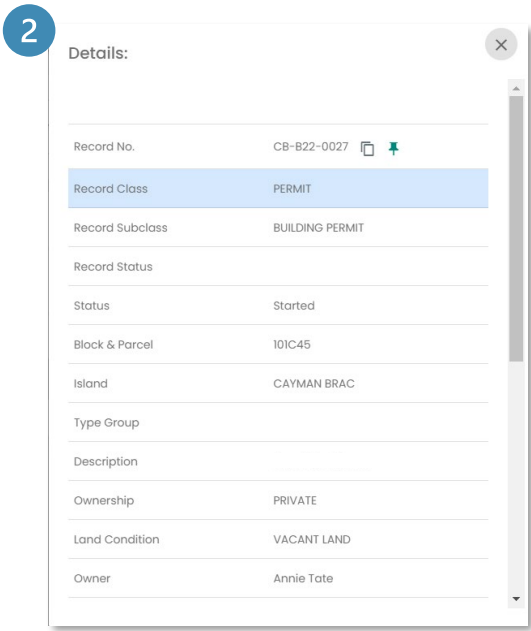 2
Details:
Record No. CB-B22-0027
Record Class PERMIT
Record Subclass BUILDING PERMIT
Record Status
Status Started
Block & Parcel 101C45
Island CAYMAN BRAC
Type Group
Description
Ownership PRIVATE
Land Condition VACANT LAND
Owner Annie Tate